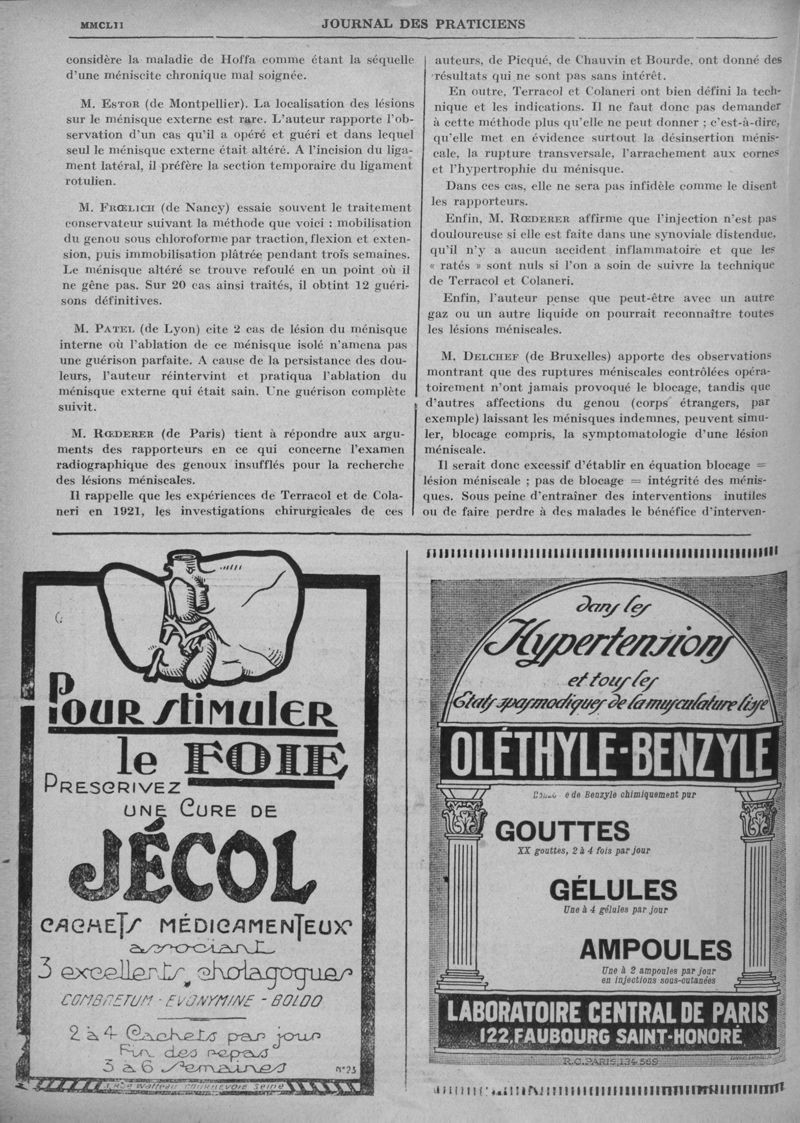 MMCLII
JOURNAL DES PRATICIENS
considère la maladie de Hoffa comme étant la séquelle
d'une méniscite chronique mal soignée.
M. ESTOR (de Montpellier). La localisation des lésions
sur le ménisque externe est rare. L'auteur rapporte l'ob-
servation d'un cas qu'il a opéré et guéri et dans lequel
seul le ménisque externe était altéré. A l'incision du liga-
ment latéral, il préfère la section temporaire du ligament
rotulien.
M. FRŒLICH (de Nancy) essaie souvent le traitement
conservateur suivant la méthode que voici : mobilisation
du genou sous chloroforme par traction, flexion et exten-
sion, puis immobilisation plâtrée pendant trois semaines.
Le ménisque altéré se trouve refoulé en un point où il
ne gêne pas. Sur 20 cas ainsi traités, il obtint 12 guéri-
sons définitives.
M. PATEL (de Lyon) cite 2 cas de lésion du ménisque
interne où l'ablation de ce ménisque isolé n'amena pas
une guérison parfaite. A cause de la persistance des dou-
leurs, l'auteur réintervint et pratiqua l'ablation du
ménisque externe qui était sain. Une guérison complète
suivit.
M. RŒDERER (de Paris) tient à répondre aux argu-
ments des rapporteurs en ce qui concerne l'examen
radiographique des genoux insufflés pour la recherche
des lésions méniscales.
Il rappelle que les expériences de Terracol et de Cola-
neri en 1921, les investigations chirurgicales de ces
auteurs, de Picqué, de Chauvin et Bourde, ont donné des
résultats qui ne sont pas sans intérêt.
En outre, Terracol et Colaneri ont bien défini la tech-
nique et les indications. Il ne faut donc pas demander
à cette méthode plus qu'elle ne peut donner ; c'est-à-dire,
qu'elle met en évidence surtout la désinsertion ménis-
cale, la rupture transversale, l'arrachement aux cornes
et l'hypertrophie du ménisque.
Dans ces cas, elle ne sera pas infidèle comme le disent
les rapporteurs.
Enfin, M. RŒDERER affirme que l'injection n'est pas
douloureuse si elle est faite dans une synoviale distendue,
qu'il n'y a aucun accident inflammatoire et que les
« ratés » sont nuls si l'on a soin de suivre la technique
de Terracol et Colaneri.
Enfin, l'auteur pense que peut-être avec un autre
gaz ou un autre liquide on pourrait reconnaître toutes
les lésions méniscales.
M. DELCHEF (de Bruxelles) apporte des observations
montrant que des ruptures méniscales contrôlées opéra-
toirement n'ont jamais provoqué le blocage, tandis que
d'autres affections du genou (corps étrangers, par
exemple) laissant les ménisques indemnes, peuvent simu-
ler, blocage compris, la symptomatologie d'une lésion
méniscale.
Il serait donc excessif d'établir en équation blocage =
lésion méniscale ; pas de blocage = intégrité des ménis-
ques. Sous peine d'entraîner des interventions inutiles
ou de faire perdre à des malades le bénéfice d'interven-
POUR STIMULER
le FOIE
PRESCRIVEZ
UNE CURE DE
JÉCOL
CACHETS MÉDICAMENTEUX
associant
3 excellents cholagogues
COMBRETUM - EVONYMINE - BOLDO
2 à 4 Cachets par jour
Fin des repas
3 à 6 Semaines
N°23
Rue Watteau COURBEVOIE Seine
dans les
Hypertensions
et tous les
Etats spasmodiques de la musculature lisse
OLÉTHYLE-BENZYLE
de Benzyle chimiquement pur
GOUTTES
XX gouttes, 2 à 4 fois par jour
GÉLULES
Une à 4 gélules par jour
AMPOULES
Une à 2 ampoules par jour
en injections sous-cutanées
LABORATOIRE CENTRAL DE PARIS
122, FAUBOURG SAINT-HONORÉ
R.C. PARIS, 134.569